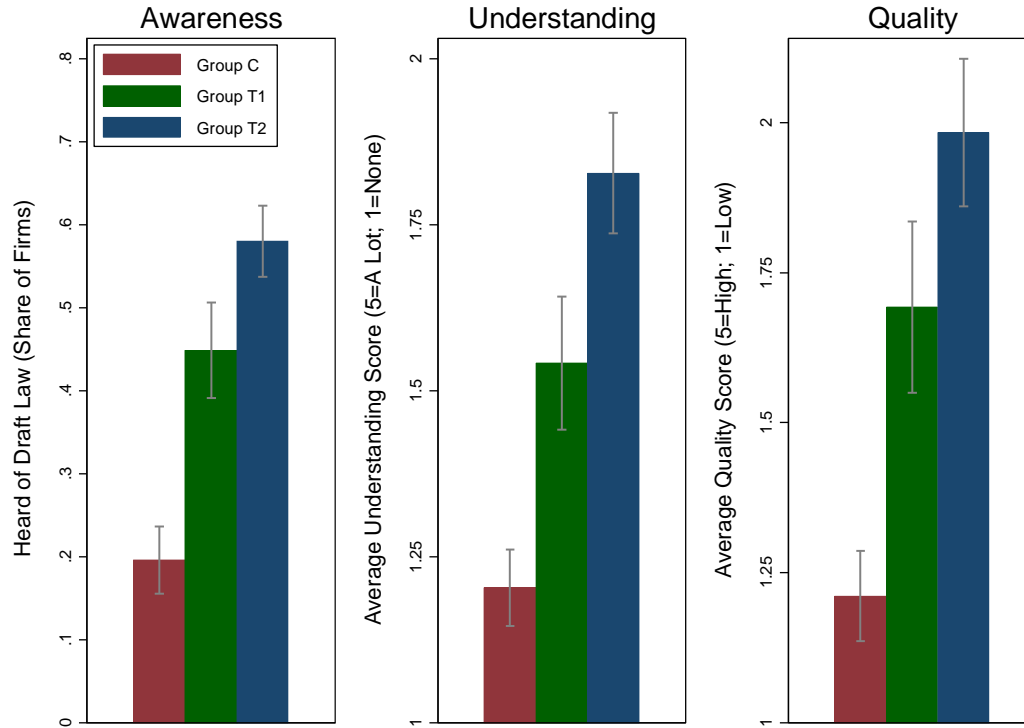 Awareness
Heard of Draft Law (Share of Firms)
.8
.7
.6
.5
.4
.3
.2
.1
0
Group C
Group T1
Group T2
Understanding
Average Understanding Score (5=A Lot; 1=None)
2
1.75
1.5
1.25
1
Quality
Average Quality Score (5=High; 1=Low)
2
1.75
1.5
1.25
1